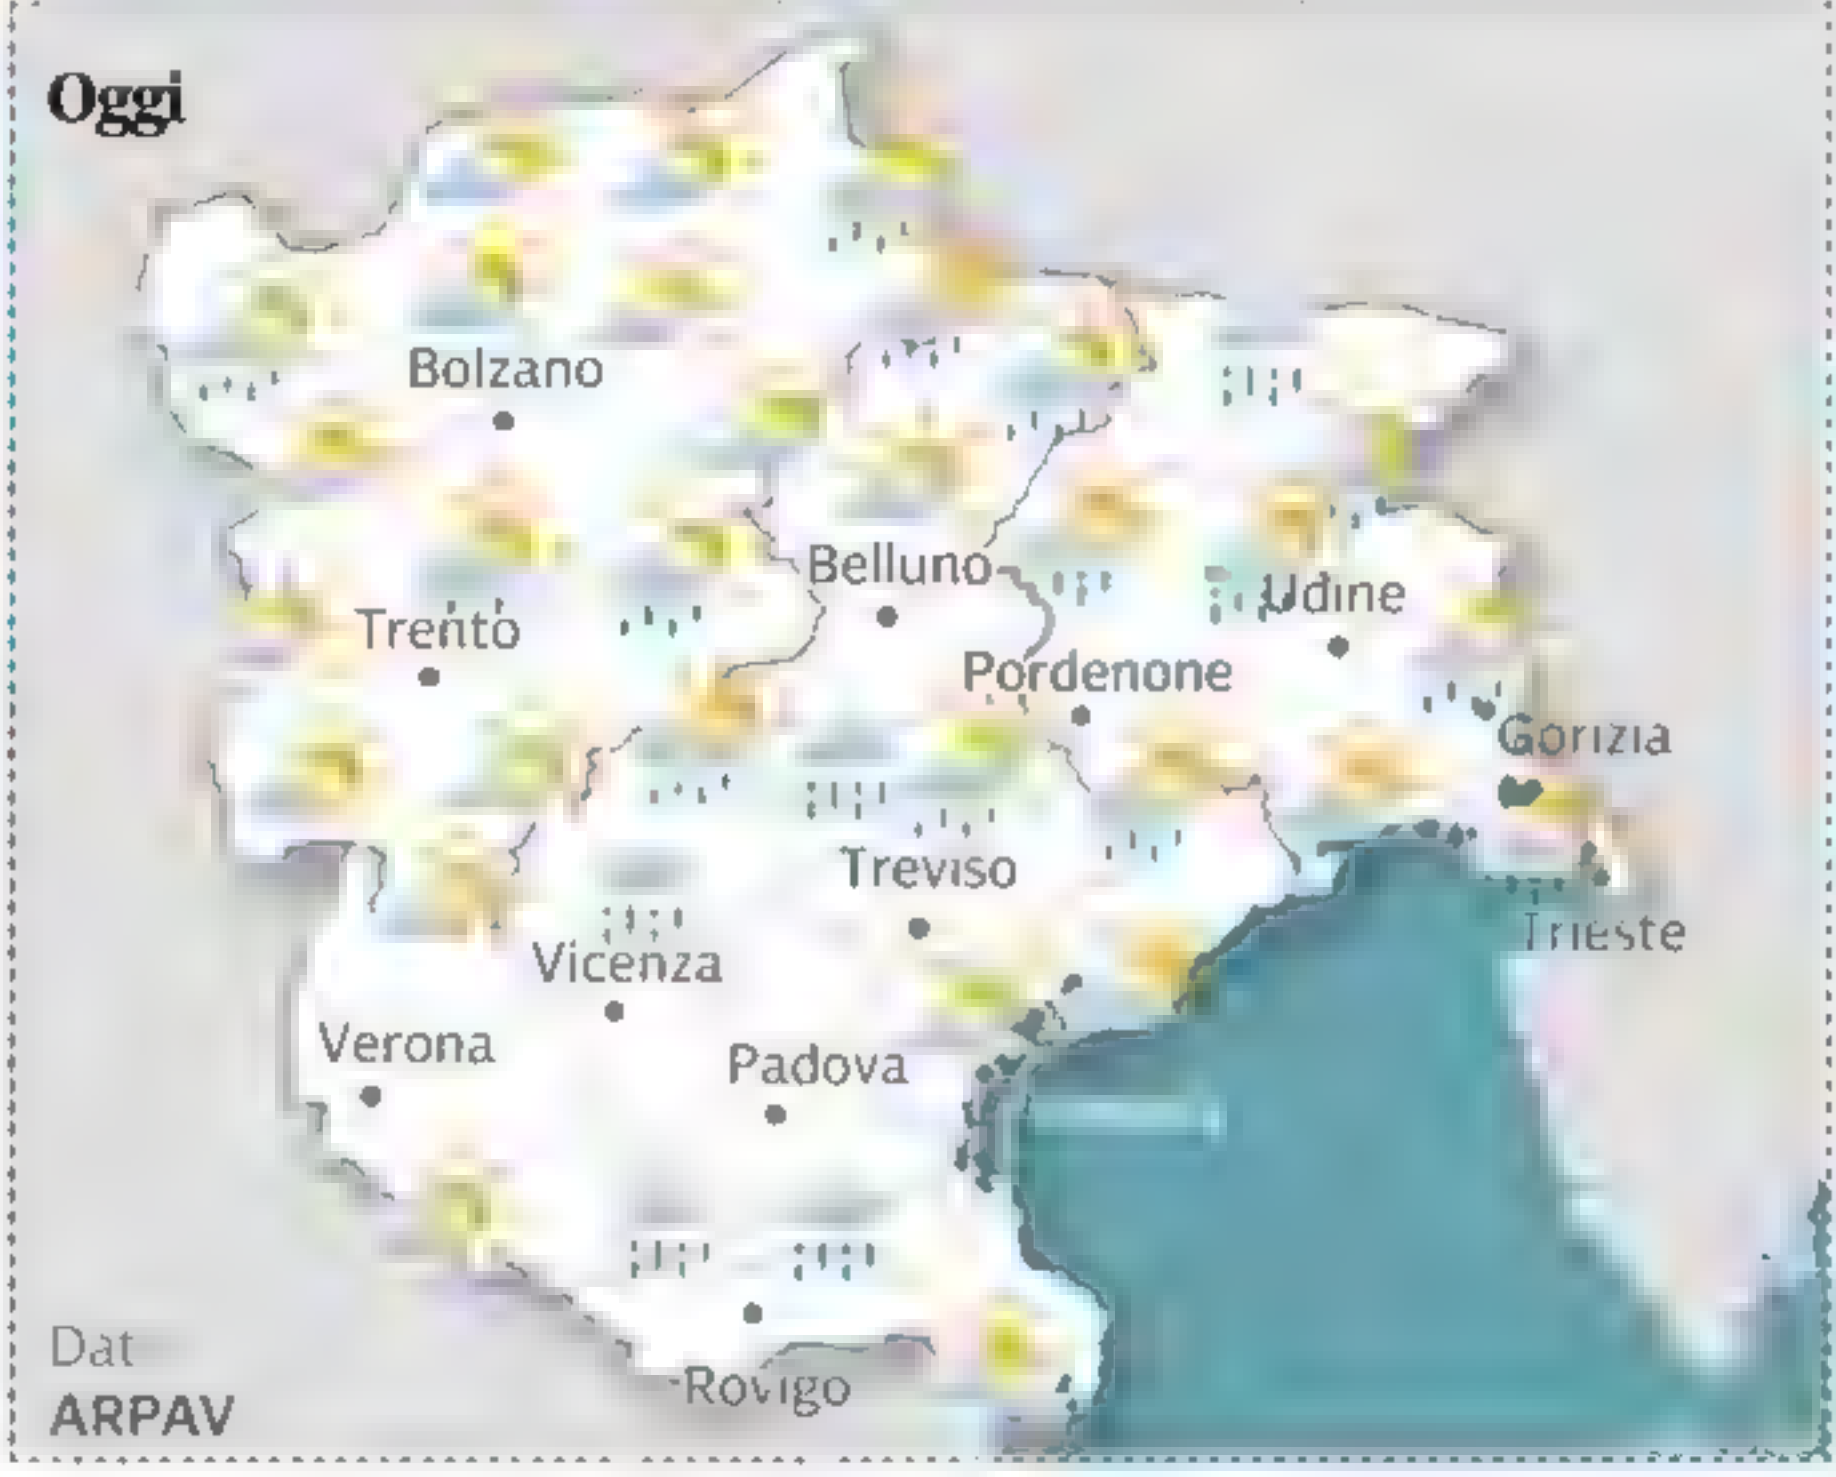 Oggi
Bolzano
Belluno
Udine
Trento
Pordenone
Gorizia
Treviso
Trieste
Vicenza
Verona
Padova
Dat
Rovigo
ARPAV